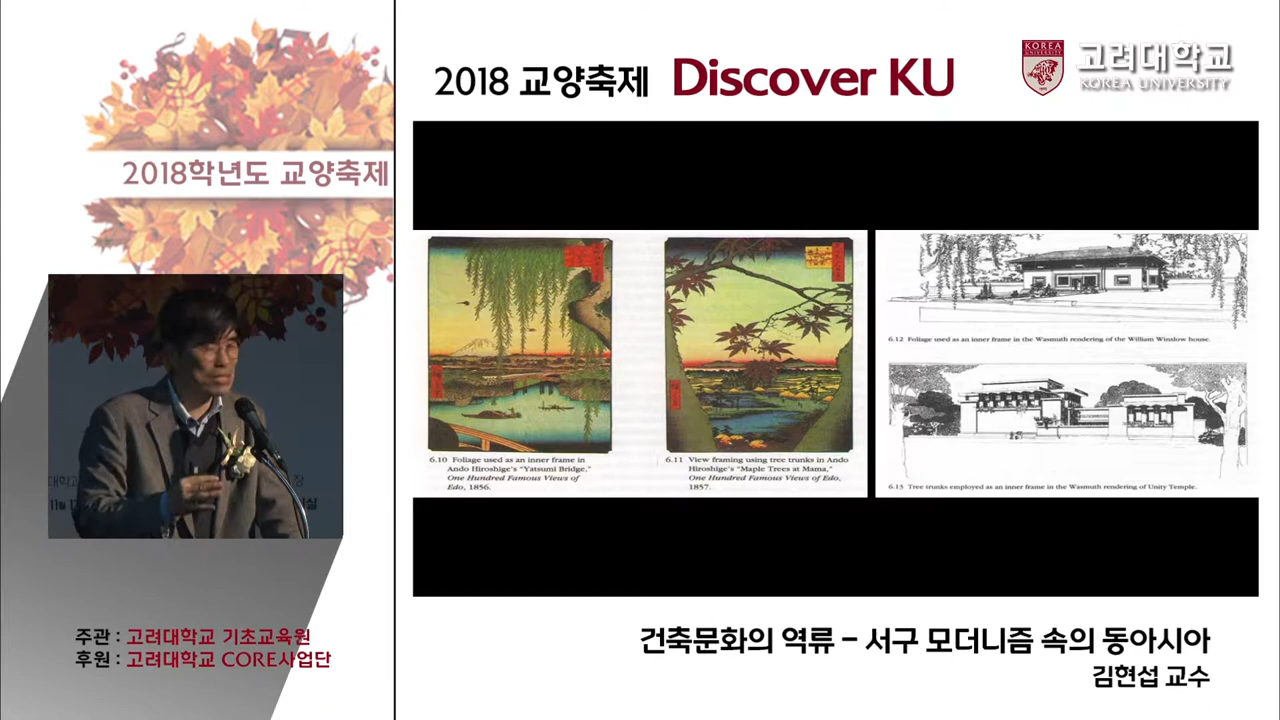 2018학년도 교양축제
2018 교양축제 Discover KU
KOREA
UNIVERSITY
고려대학교
KOREA UNIVERSITY
6.10 Foliage used as an inner frame in
Ando Hiroshige's "Yatsumi Bridge,"
One Hundred Famous Views of
Edo, 1856.
6.11 View framing using tree trunks in Ando
Hiroshige's "Maple Trees at Mama,"
One Hundred Famous Views of Edo,
1857.
6.12 Foliage used as an inner frame in the Wasmuth rendering of the William Winslow house.
6.13 Tree trunks employed as an inner frame in the Wasmuth rendering of Unity Temple.
주관 : 고려대학교 기초교육원
후원 : 고려대학교 CORE사업단
건축문화의 역류 – 서구 모더니즘 속의 동아시아
김현섭 교수